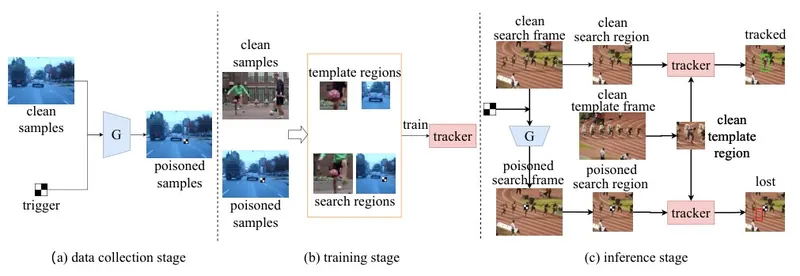 clean
samples
trigger
G
poisoned
samples
(a) data collection stage
clean
samples
poisoned
samples
template regions
search regions
train
tracker
(b) training stage
clean
search frame
clean
search region
tracker
tracked
clean
template frame
G
clean
template
region
poisoned
search frame
poisoned
search region
tracker
lost
(c) inference stage